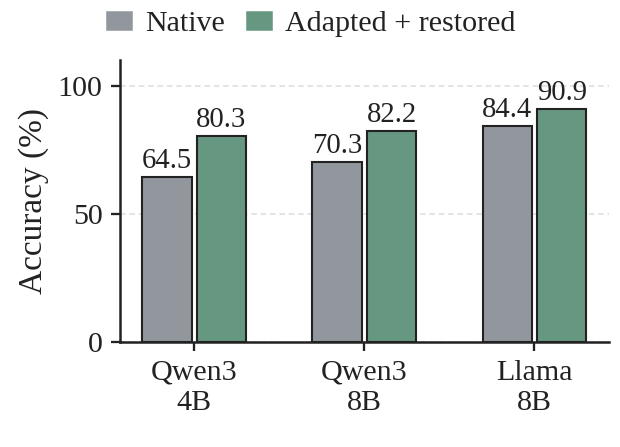 Native Adapted + restored
Accuracy (%)
100
50
0
64.5 80.3
70.3 82.2
84.4 90.9
Qwen3 Qwen3 Llama
4B 8B 8B